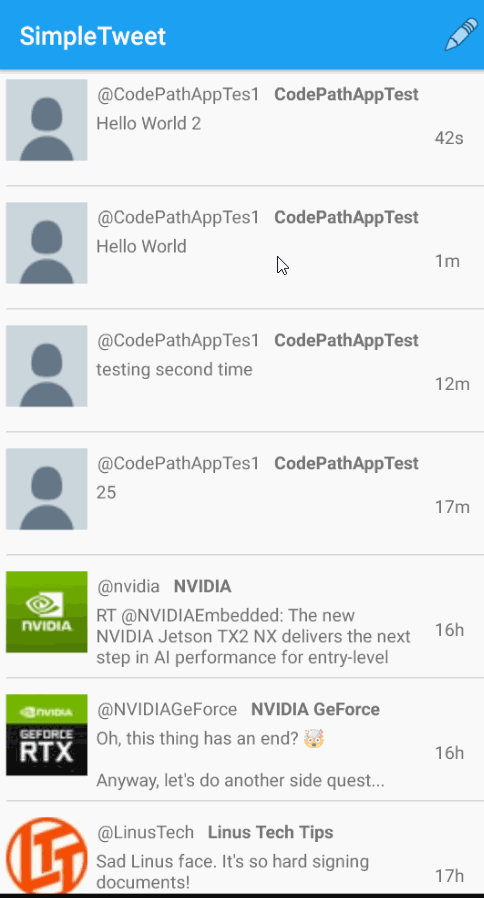 SimpleTweet
@CodePathAppTes1 CodePathAppTest
Hello World 2
42s
@CodePathAppTes1 CodePathAppTest
Hello World
1m
@CodePathAppTes1 CodePathAppTest
testing second time
12m
@CodePathAppTes1 CodePathAppTest
25
17m
NVIDIA
@nvidia NVIDIA
RT @NVIDIAEmbedded: The new
NVIDIA Jetson TX2 NX delivers the next
step in AI performance for entry-level
16h
NVIDIA
GEFORCE
RTX
@NVIDIAGeForce NVIDIA GeForce
Oh, this thing has an end? 🤯
Anyway, let's do another side quest...
16h
LTT
@LinusTech Linus Tech Tips
Sad Linus face. It's so hard signing
documents!
17h